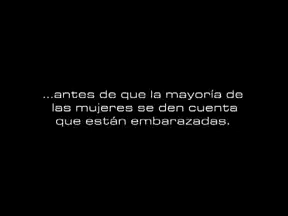 ...antes de que la mayoría de
las mujeres se den cuenta
que están embarazadas.